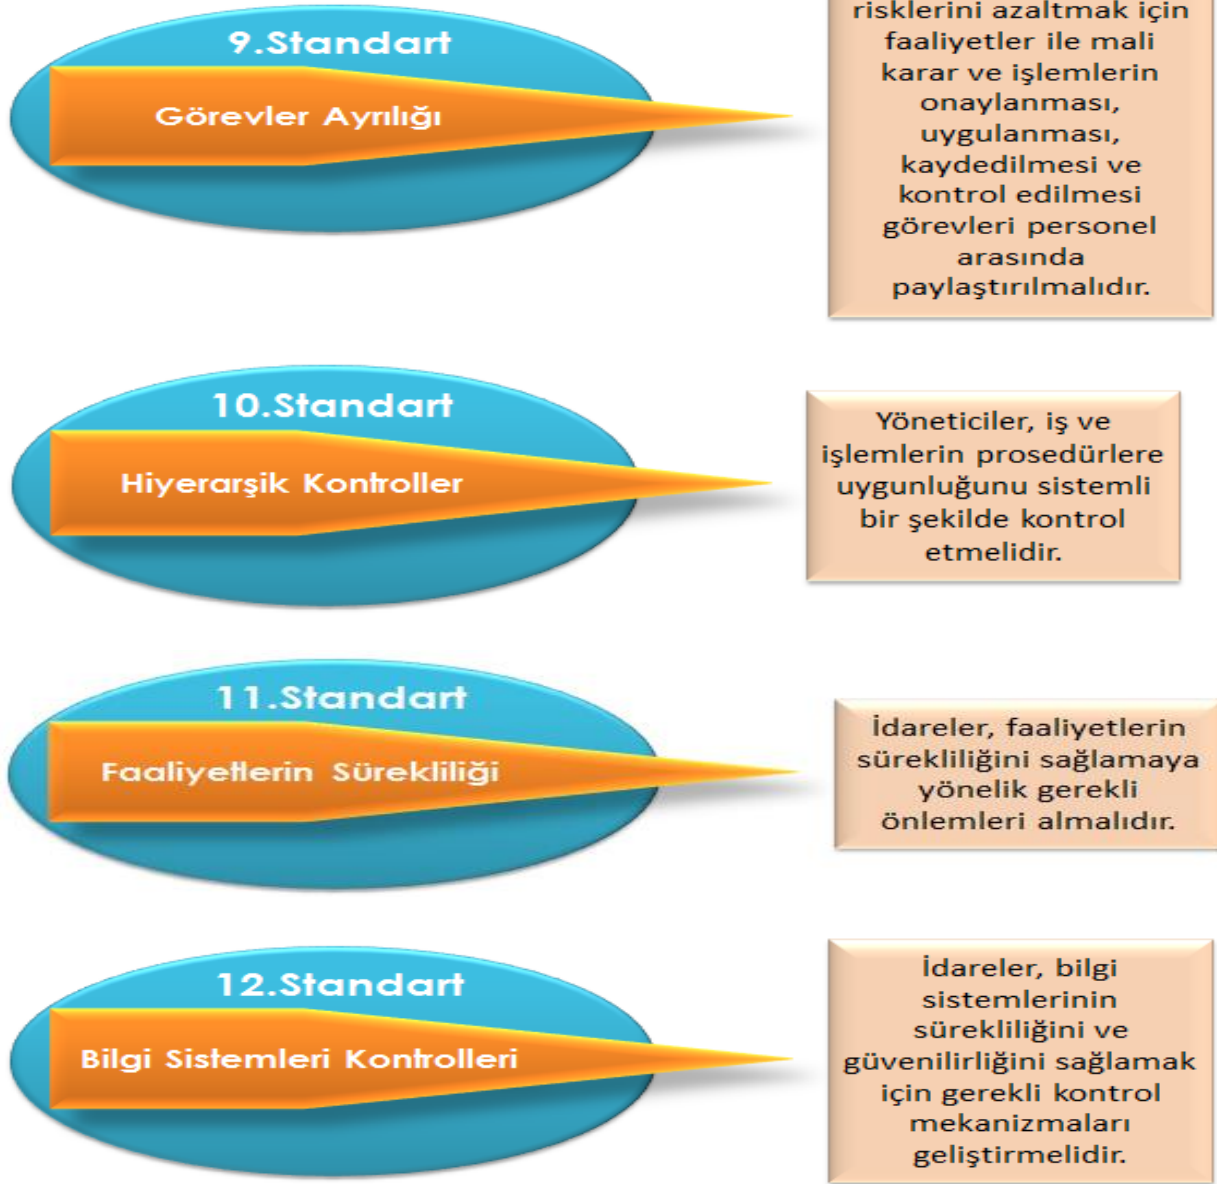 9.Standart
Görevler Ayrılığı
risklerini azaltmak için
faaliyetler ile mali
karar ve işlemlerin
onaylanması,
uygulanması,
kaydedilmesi ve
kontrol edilmesi
görevleri personel
arasında
paylaştırılmalıdır.
10.Standart
Hiyerarşik Kontroller
Yöneticiler, iş ve
işlemlerin prosedürlere
uygunluğunu sistemli
bir şekilde kontrol
etmelidir.
11.Standart
Faaliyetlerin Sürekliliği
İdareler, faaliyetlerin
sürekliliğini sağlamaya
yönelik gerekli
önlemleri almalıdır.
12.Standart
Bilgi Sistemleri Kontrolleri
İdareler, bilgi
sistemlerinin
sürekliliğini ve
güvenilirliğini sağlamak
için gerekli kontrol
mekanizmaları
geliştirmelidir.